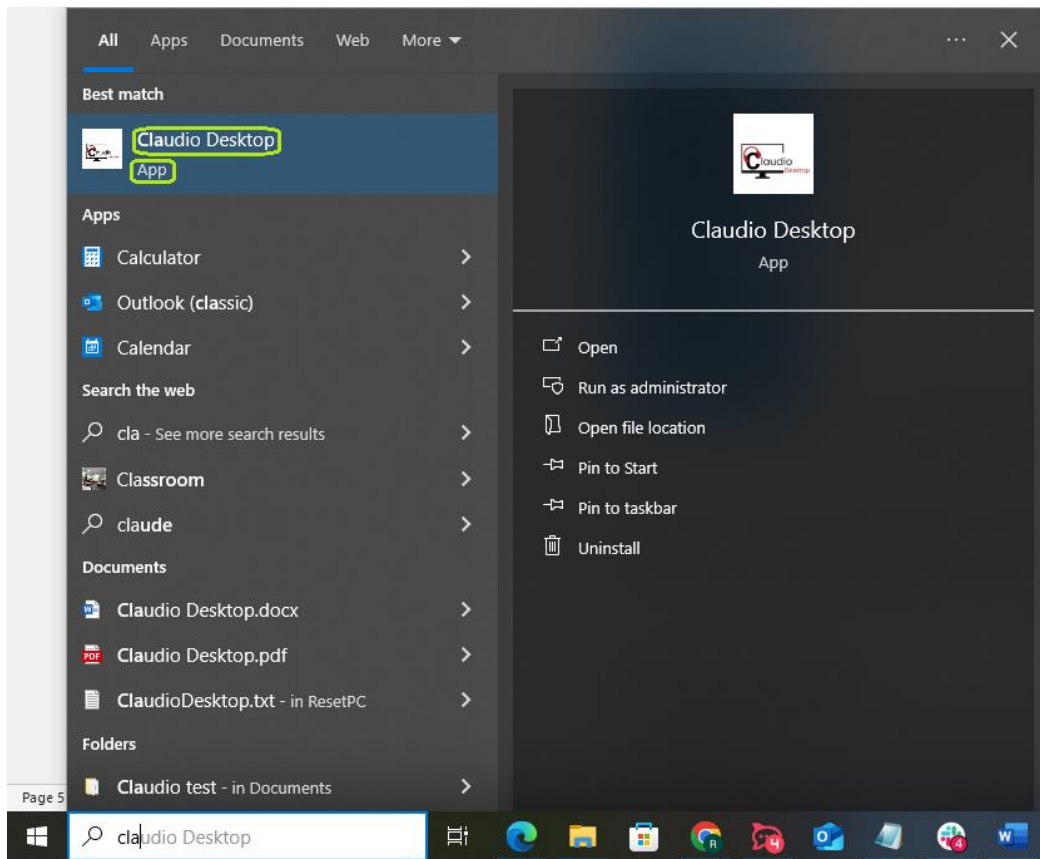 All Apps Documents Web More
Best match
Claudio Desktop
App
Apps
Calculator
Outlook (classic)
Calendar
Search the web
cla - See more search results
Classroom
claude
Documents
Claudio Desktop.docx
Claudio Desktop.pdf
ClaudioDesktop.txt - in ResetPC
Folders
Claudio test - in Documents
Claudio
Desktop
Claudio Desktop
App
Open
Run as administrator
Open file location
Pin to Start
Pin to taskbar
Uninstall
Page 5
claudio Desktop